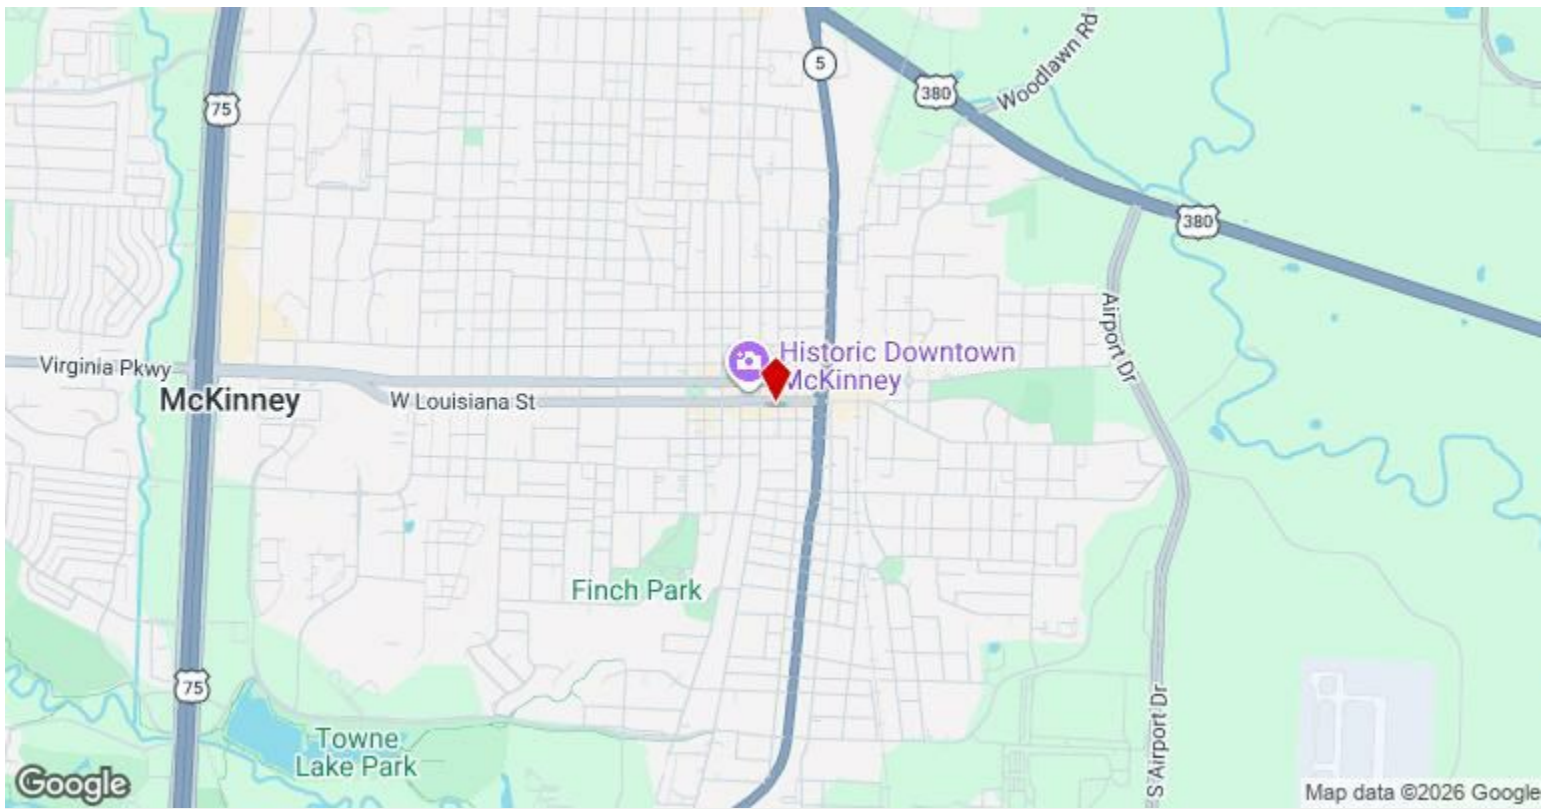 5
Woodlawn Rd
380
75
380
Airport Dr
Historic Downtown
McKinney
Virginia Pkwy
McKinney
W Louisiana St
Finch Park
75
Towne
Lake Park
S Airport Dr
Google
Map data ©2026 Google